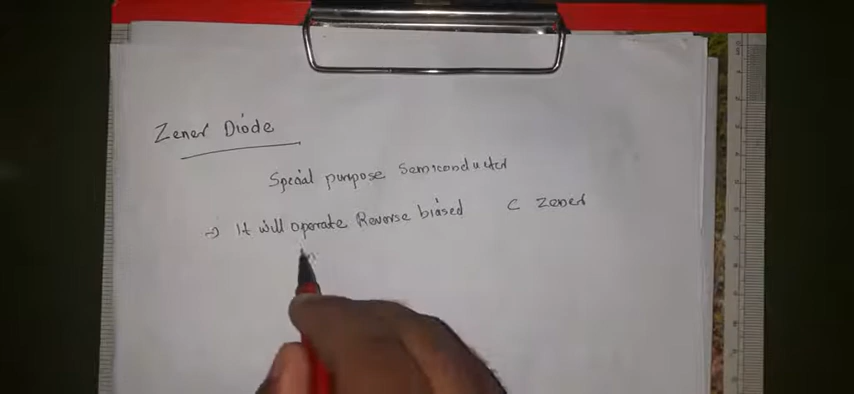 Zener Diode
Special purpose Semiconductor
→ It will operate Reverse biased C Zener